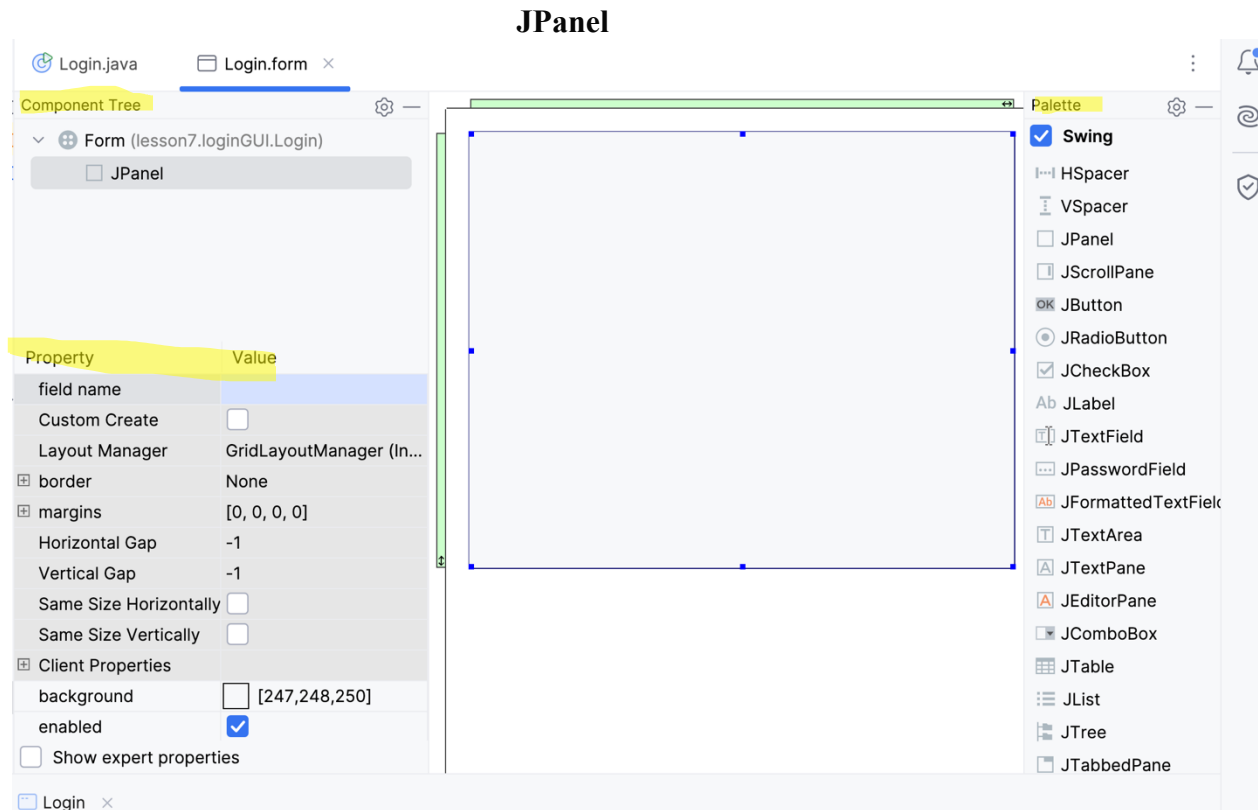 JPanel
Login.java
Login.form
Component Tree
Form (lesson7.loginGUI.Login)
JPanel
Property Value
field name
Custom Create
Layout Manager GridLayoutManager (In...
border None
margins [0, 0, 0, 0]
Horizontal Gap -1
Vertical Gap -1
Same Size Horizontally
Same Size Vertically
Client Properties
background [247,248,250]
enabled
Show expert properties
Palette
Swing
HSpacer
VSpacer
JPanel
JScrollPane
OK JButton
JRadioButton
JCheckBox
Ab JLabel
JTextField
JPasswordField
Ab JFormattedTextField
JTextArea
JTextPane
JEditorPane
JComboBox
JTable
JList
JTree
JTabbedPane
Login